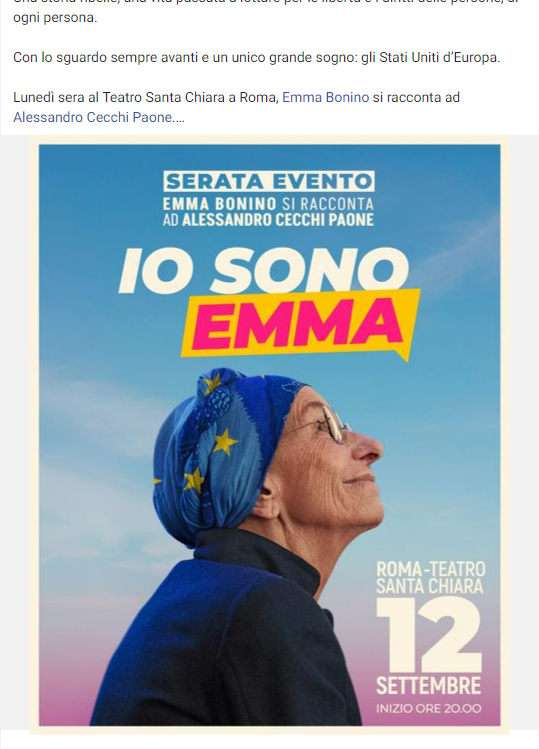 ogni persona.
Con lo sguardo sempre avanti e un unico grande sogno: gli Stati Uniti d’Europa.
Lunedì sera al Teatro Santa Chiara a Roma, Emma Bonino si racconta ad
Alessandro Cecchi Paone.…
SERATA EVENTO
EMMA BONINO SI RACCONTA
AD ALESSANDRO CECCHI PAONE
IO SONO
EMMA
ROMA-TEATRO
SANTA CHIARA
12
SETTEMBRE
INIZIO ORE 20.00